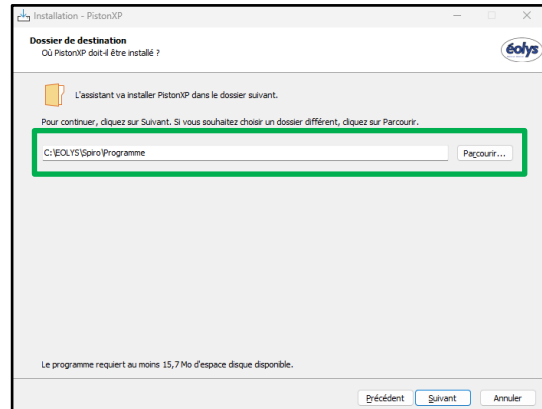 Installation - PistonXP
Dossier de destination
Où PistonXP doit-il être installé ?
éolys
L'assistant va installer PistonXP dans le dossier suivant.
Pour continuer, cliquez sur Suivant. Si vous souhaitez choisir un dossier différent, cliquez sur Parcourir.
C:\EOLYS\Spiro\Programme
Parcourir...
Le programme requiert au moins 15,7 Mo d'espace disque disponible.
Précédent
Suivant
Annuler